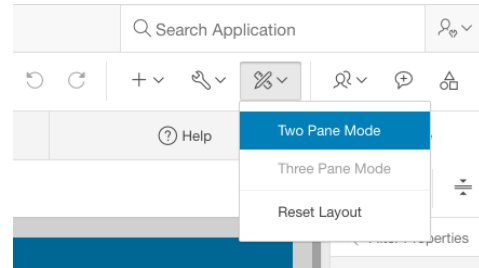 Search Application
Help
Two Pane Mode
Three Pane Mode
Reset Layout